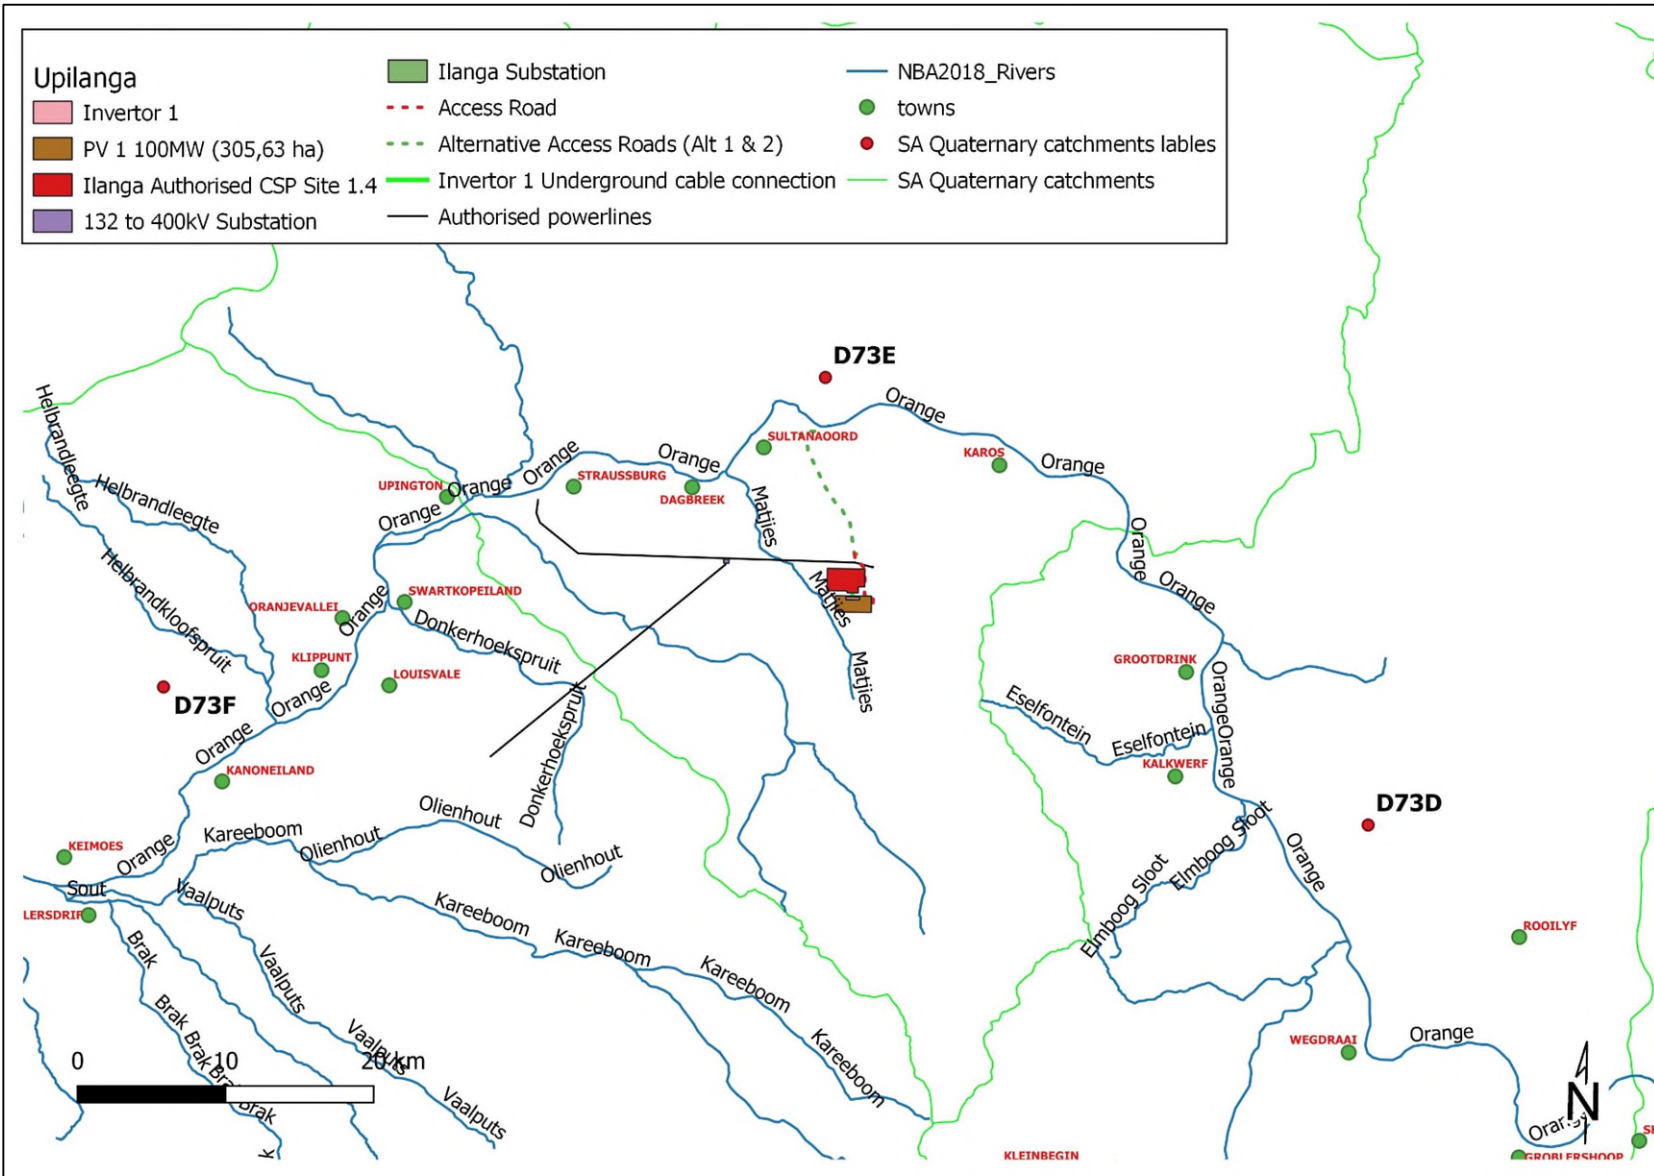 Upilanga
Invertor 1
PV 1 100MW (305,63 ha)
Ilanga Authorised CSP Site 1.4
132 to 400kV Substation
Ilanga Substation
Access Road
Alternative Access Roads (Alt 1 & 2)
Invertor 1 Underground cable connection
Authorised powerlines
NBA2018_Rivers
towns
SA Quaternary catchments lables
SA Quaternary catchments
D73E
Orange
SULTANAOORD
KAROS
Orange
Orange
Orange
STRAUSSBURG
DAGBREEK
UPINGTON
Orange
Orange
Helbrandleegte
Helbrandleegte
Matjies
Orange
Helbrandkloofspruit
Matjies
Orange
SWARTKOPEILAND
ORANJEVALLEI
Orange
Donkerhoekspruit
KLIPPUNT
LOUISVALE
GROOTDRINK
Matjies
D73F
Orange
Orange
Eselfontein
Eselfontein
Orange
Orange
Donkerhoekspruit
KANONEILAND
KALKWERF
D73D
Olienhout
Olienhout
Olienhout
Kareeboom
KEIMOES
Orange
Elmboog Sloot
Elmboog Sloot
Orange
Sout
Vaalputs
LERSDRIF
Kareeboom
Kareeboom
Kareeboom
ROOILYF
Brak
Vaalputs
Brak
Brak
Brak
Brak
Vaalputs
Vaalputs
Kareeboom
WEGDRAAI
Orange
0 10 20 km
N
Orange
k
KLEINBEGIN
GROBLERSHOOP